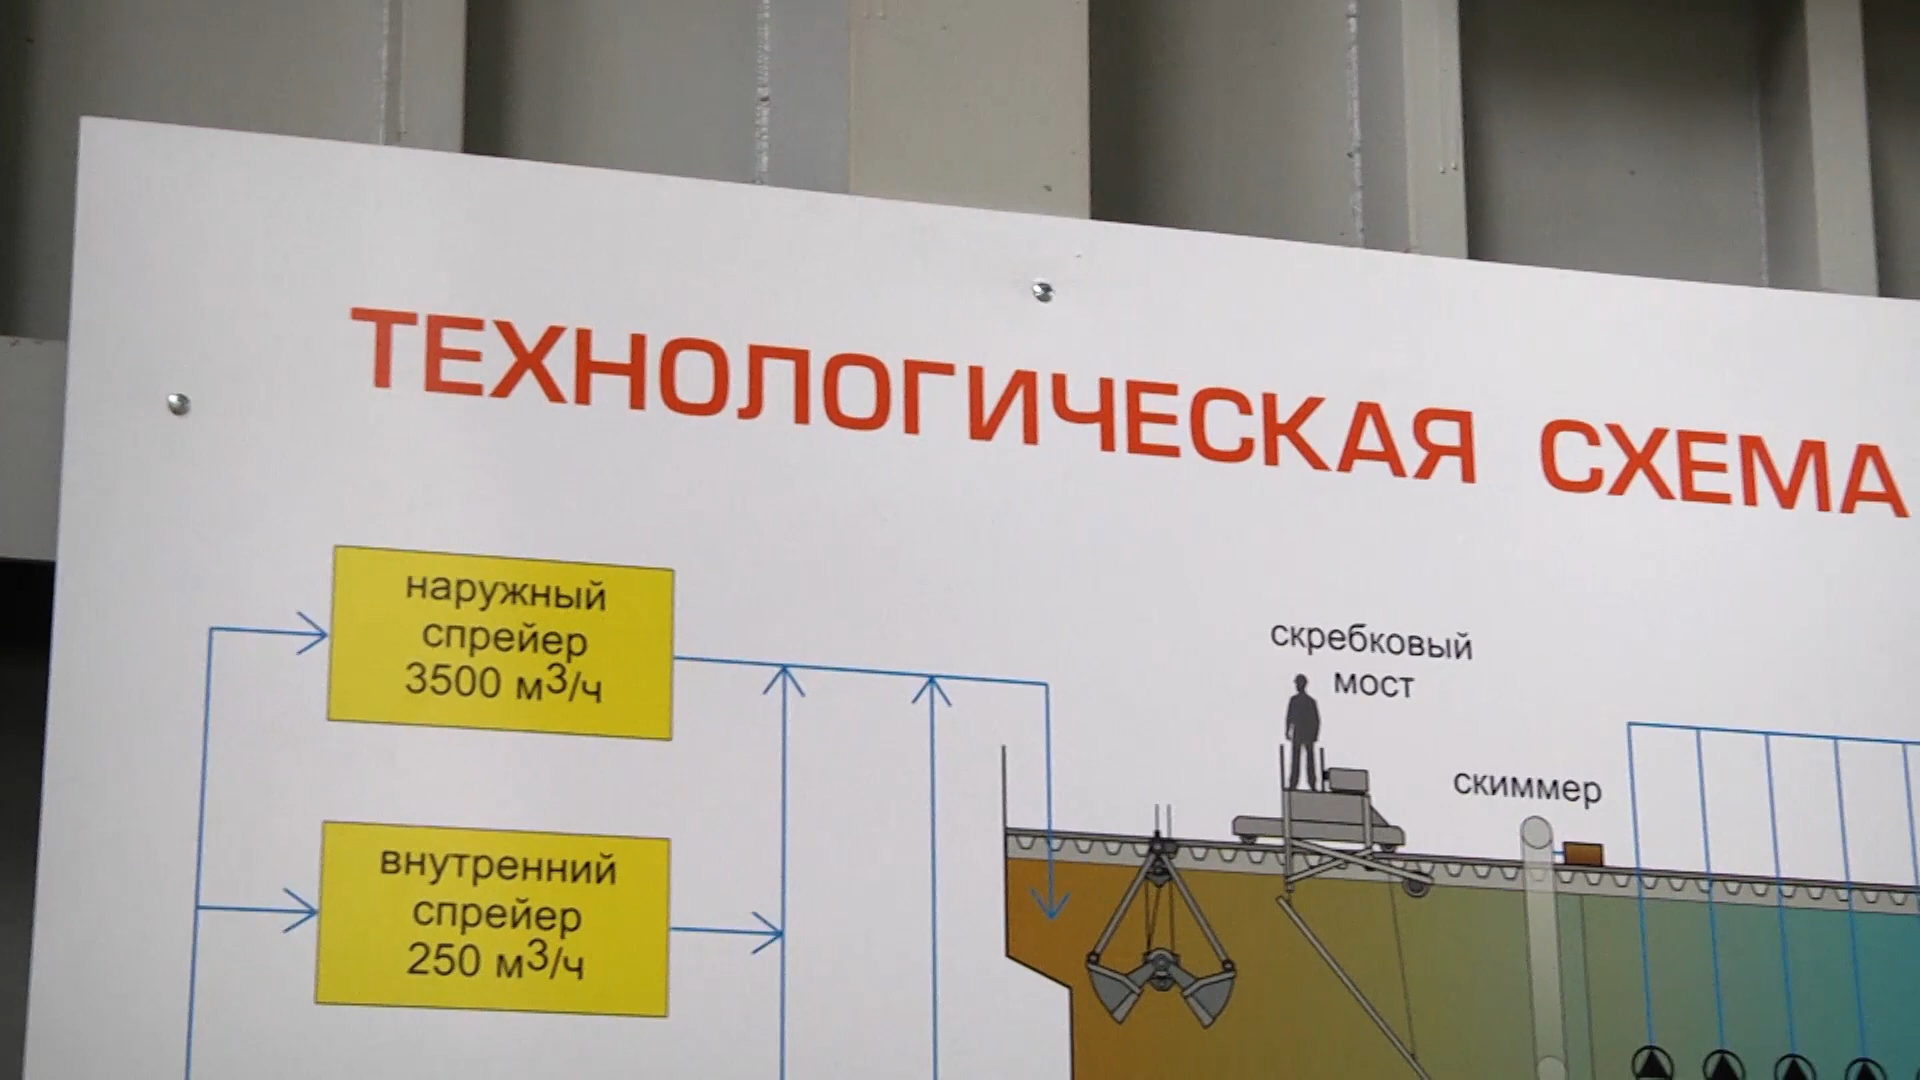 ТЕХНОЛОГИЧЕСКАЯ СХЕМА
наружный
спрейер
3500 м3/ч
скребковый
мост
скиммер
внутренний
спрейер
250 м3/ч